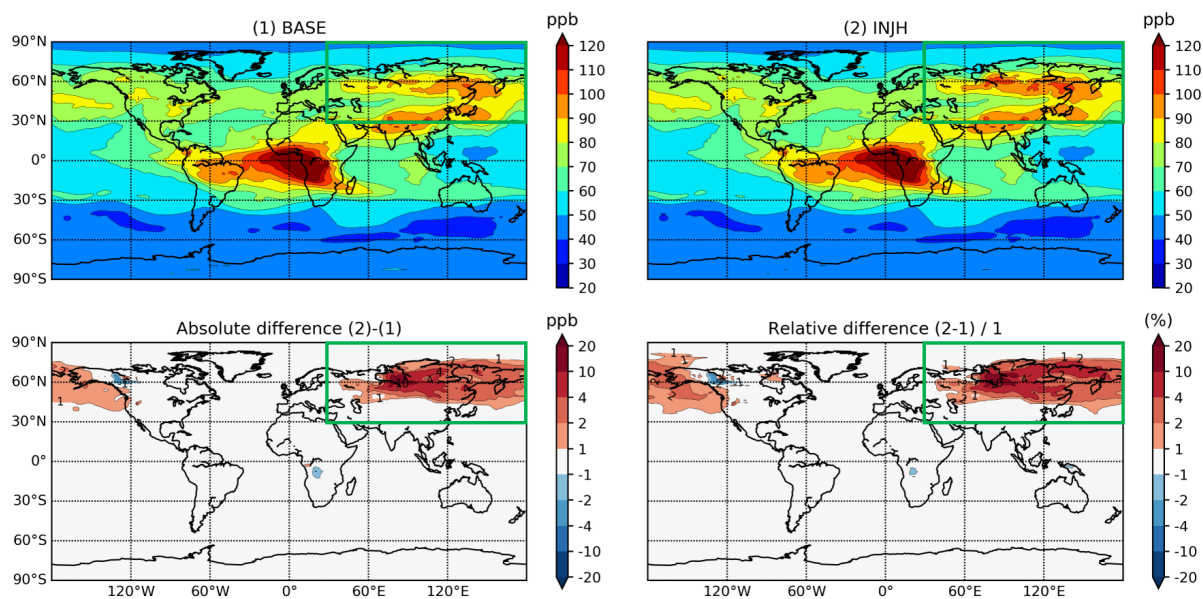 (1) BASE
ppb
90°N
60°N
30°N
0°
30°S
60°S
90°S
120
110
100
90
80
70
60
50
40
30
20
(2) INJH
ppb
120
110
100
90
80
70
60
50
40
30
20
Absolute difference (2)-(1)
ppb
90°N
60°N
30°N
0°
30°S
60°S
90°S
120°W
60°W
0°
60°E
120°E
20
10
4
2
1
-1
-2
-4
-10
-20
Relative difference (2-1) / 1
(%)
120°W
60°W
0°
60°E
120°E
20
10
4
2
1
-1
-2
-4
-10
-20